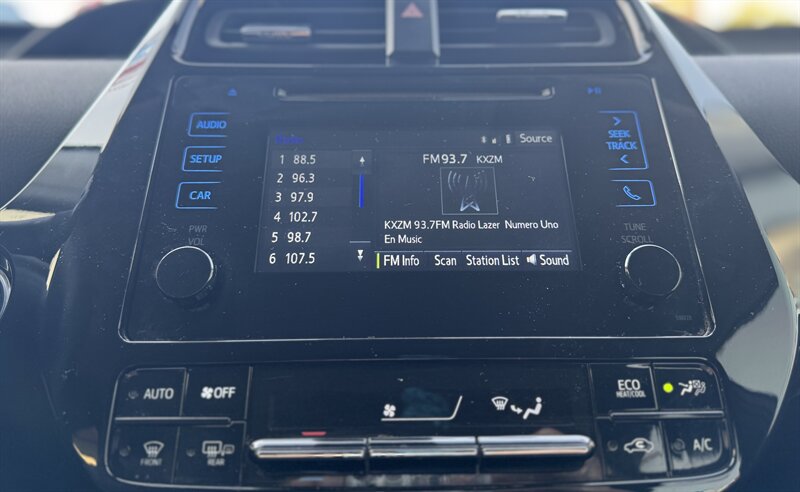 AUDIO
SETUP
CAR
PWR
VOL
Source
FM93.7 KXZM
1 88.5
2 96.3
3 97.9
4 102.7
5 98.7
6 107.5
KXZM 93.7FM Radio Lazer Numero Uno
En Music
FM Info Scan Station List Sound
SEEK
TRACK
TUNE
SCROLL
AUTO
OFF
ECO
HEAT/COOL
FRONT
REAR
A/C